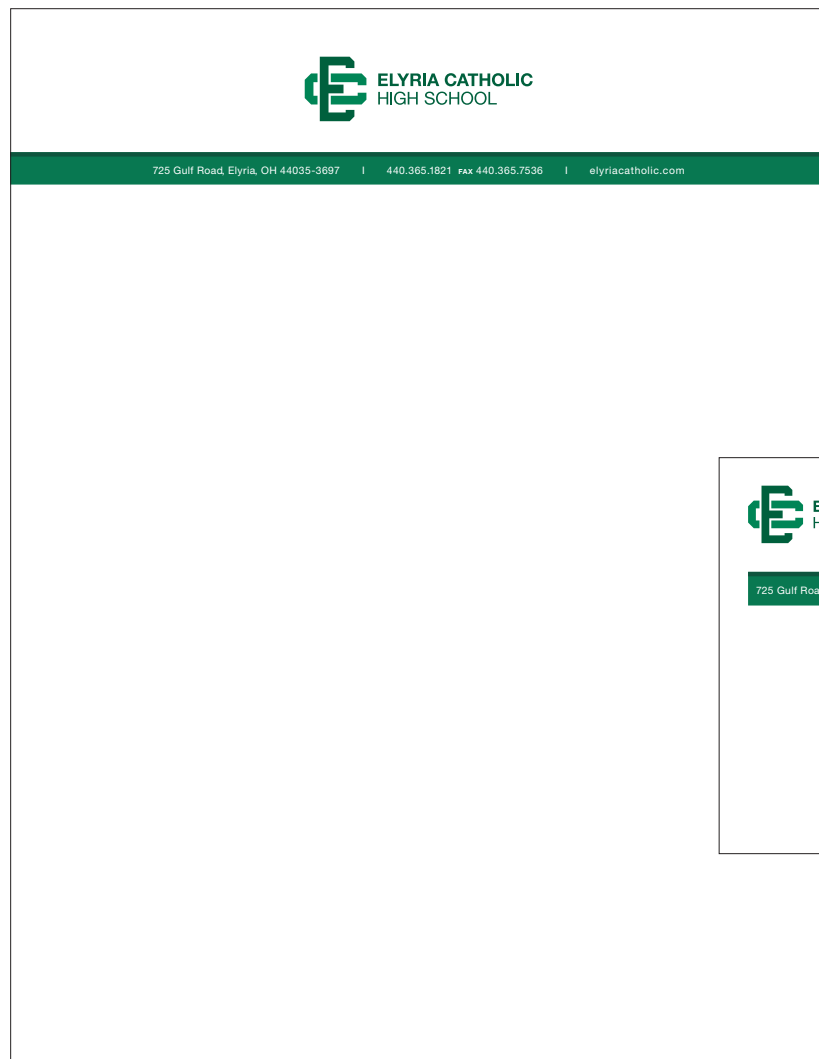 ELYRIA CATHOLIC
HIGH SCHOOL
725 Gulf Road, Elyria, OH 44035-3697 | 440.365.1821 FAX 440.365.7536 | elyriacatholic.com
725 Gulf